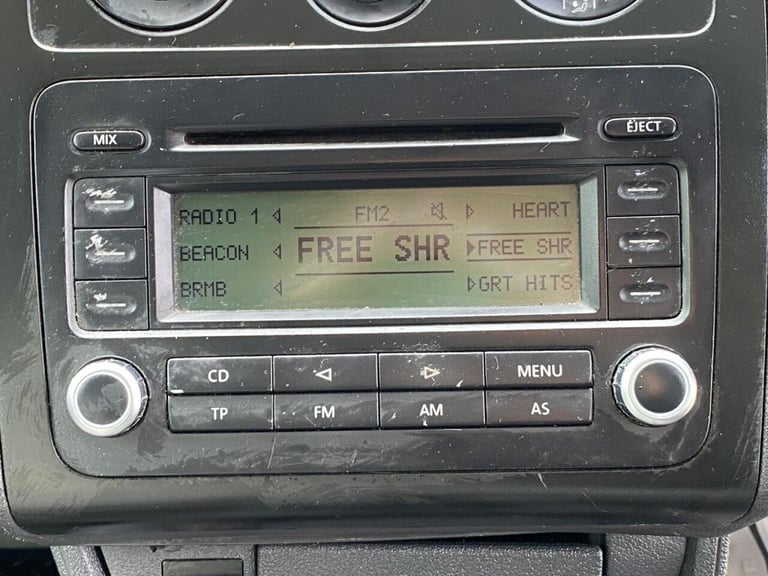 MIX
EJECT
RADIO 1 FM2 HEART
BEACON FREE SHR FREE SHR
BRMB GRT HITS
CD MENU
TP FM AM AS